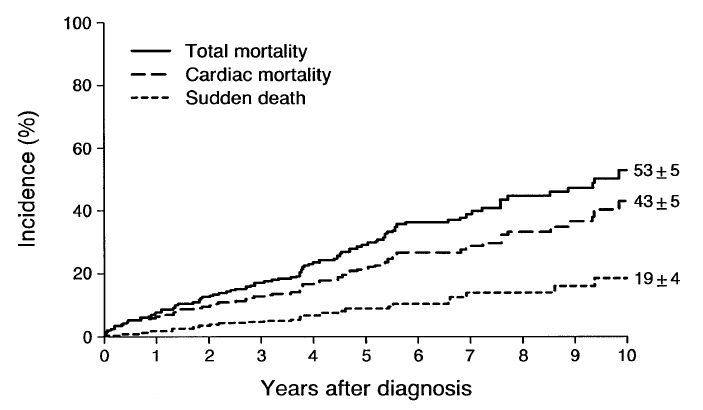 100
80
60
40
20
0
Incidence (%)
Total mortality
Cardiac mortality
Sudden death
53 ± 5
43 ± 5
19 ± 4
0 1 2 3 4 5 6 7 8 9 10
Years after diagnosis